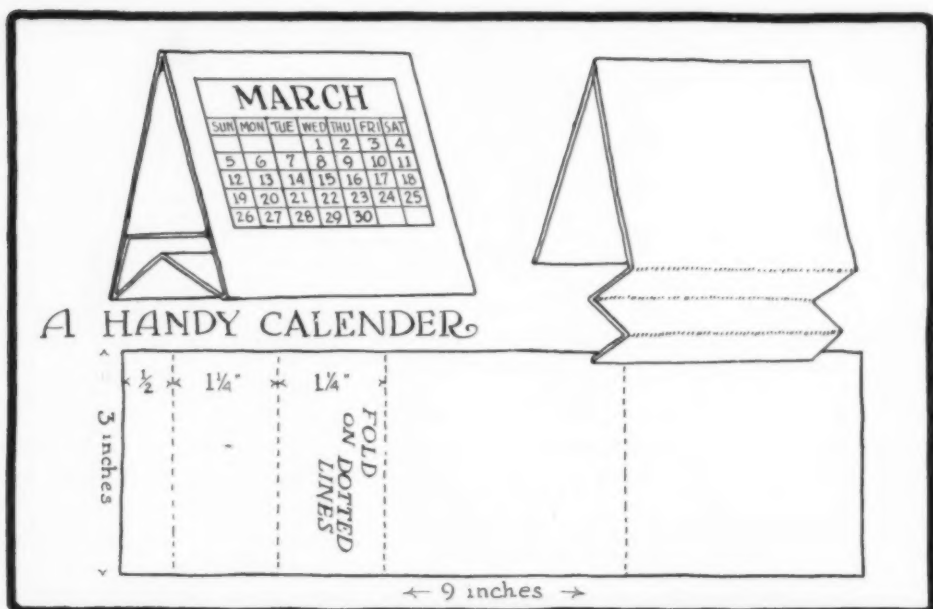 MARCH
SUN MON TUE WED THU FRI SAT
1 2 3 4
5 6 7 8 9 10 11
12 13 14 15 16 17 18
19 20 21 22 23 24 25
26 27 28 29 30
A HANDY CALENDER
½ 1¼" 1¼"
3 inches
FOLD
ON DOTTED
LINES
9 inches